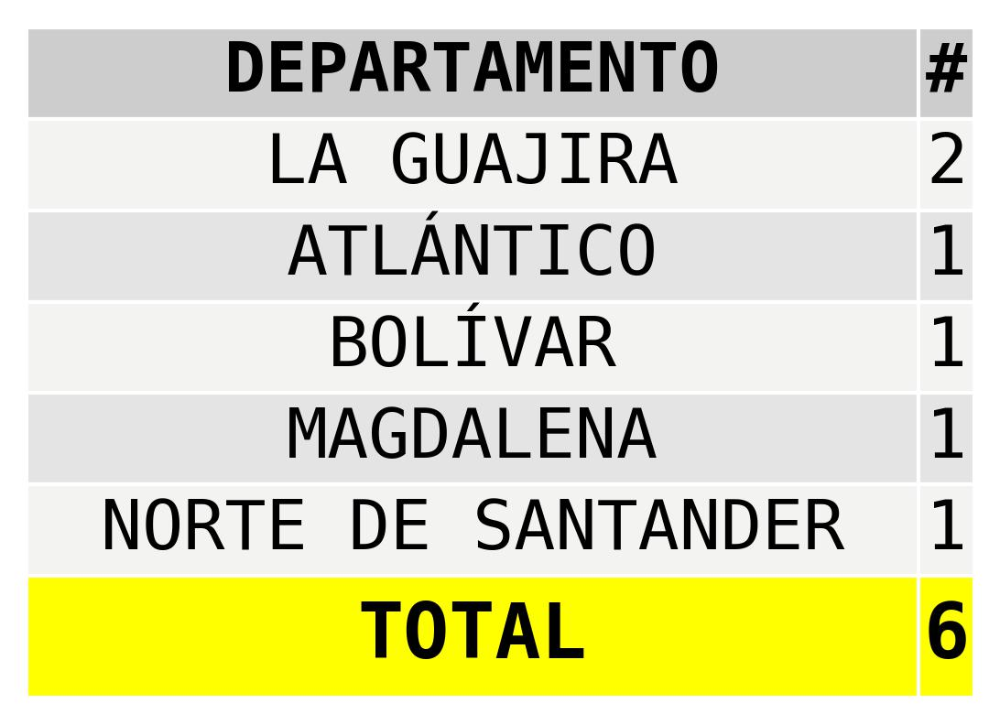 DEPARTAMENTO #
LA GUAJIRA 2
ATLÁNTICO 1
BOLÍVAR 1
MAGDALENA 1
NORTE DE SANTANDER 1
TOTAL 6